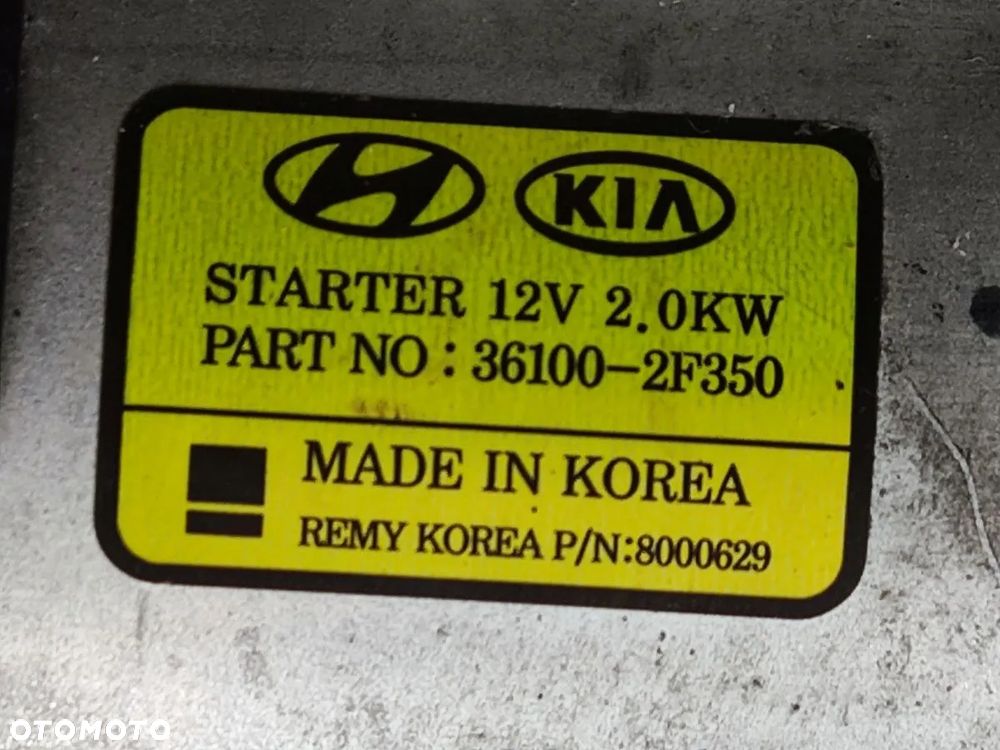 KIA
STARTER 12V 2.0KW
PART NO : 36100-2F350
MADE IN KOREA
REMY KOREA P/N:8000629
OTOMOTO